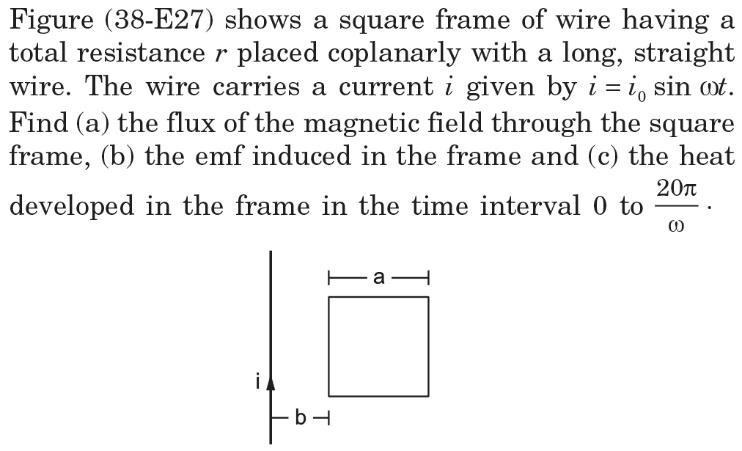 Figure (38-E27) shows a square frame of wire having a
total resistance r placed coplanarly with a long, straight
wire. The wire carries a current i given by i = i₀ sin ωt.
Find (a) the flux of the magnetic field through the square
frame, (b) the emf induced in the frame and (c) the heat
developed in the frame in the time interval 0 to 20π/ω .
a
i
b